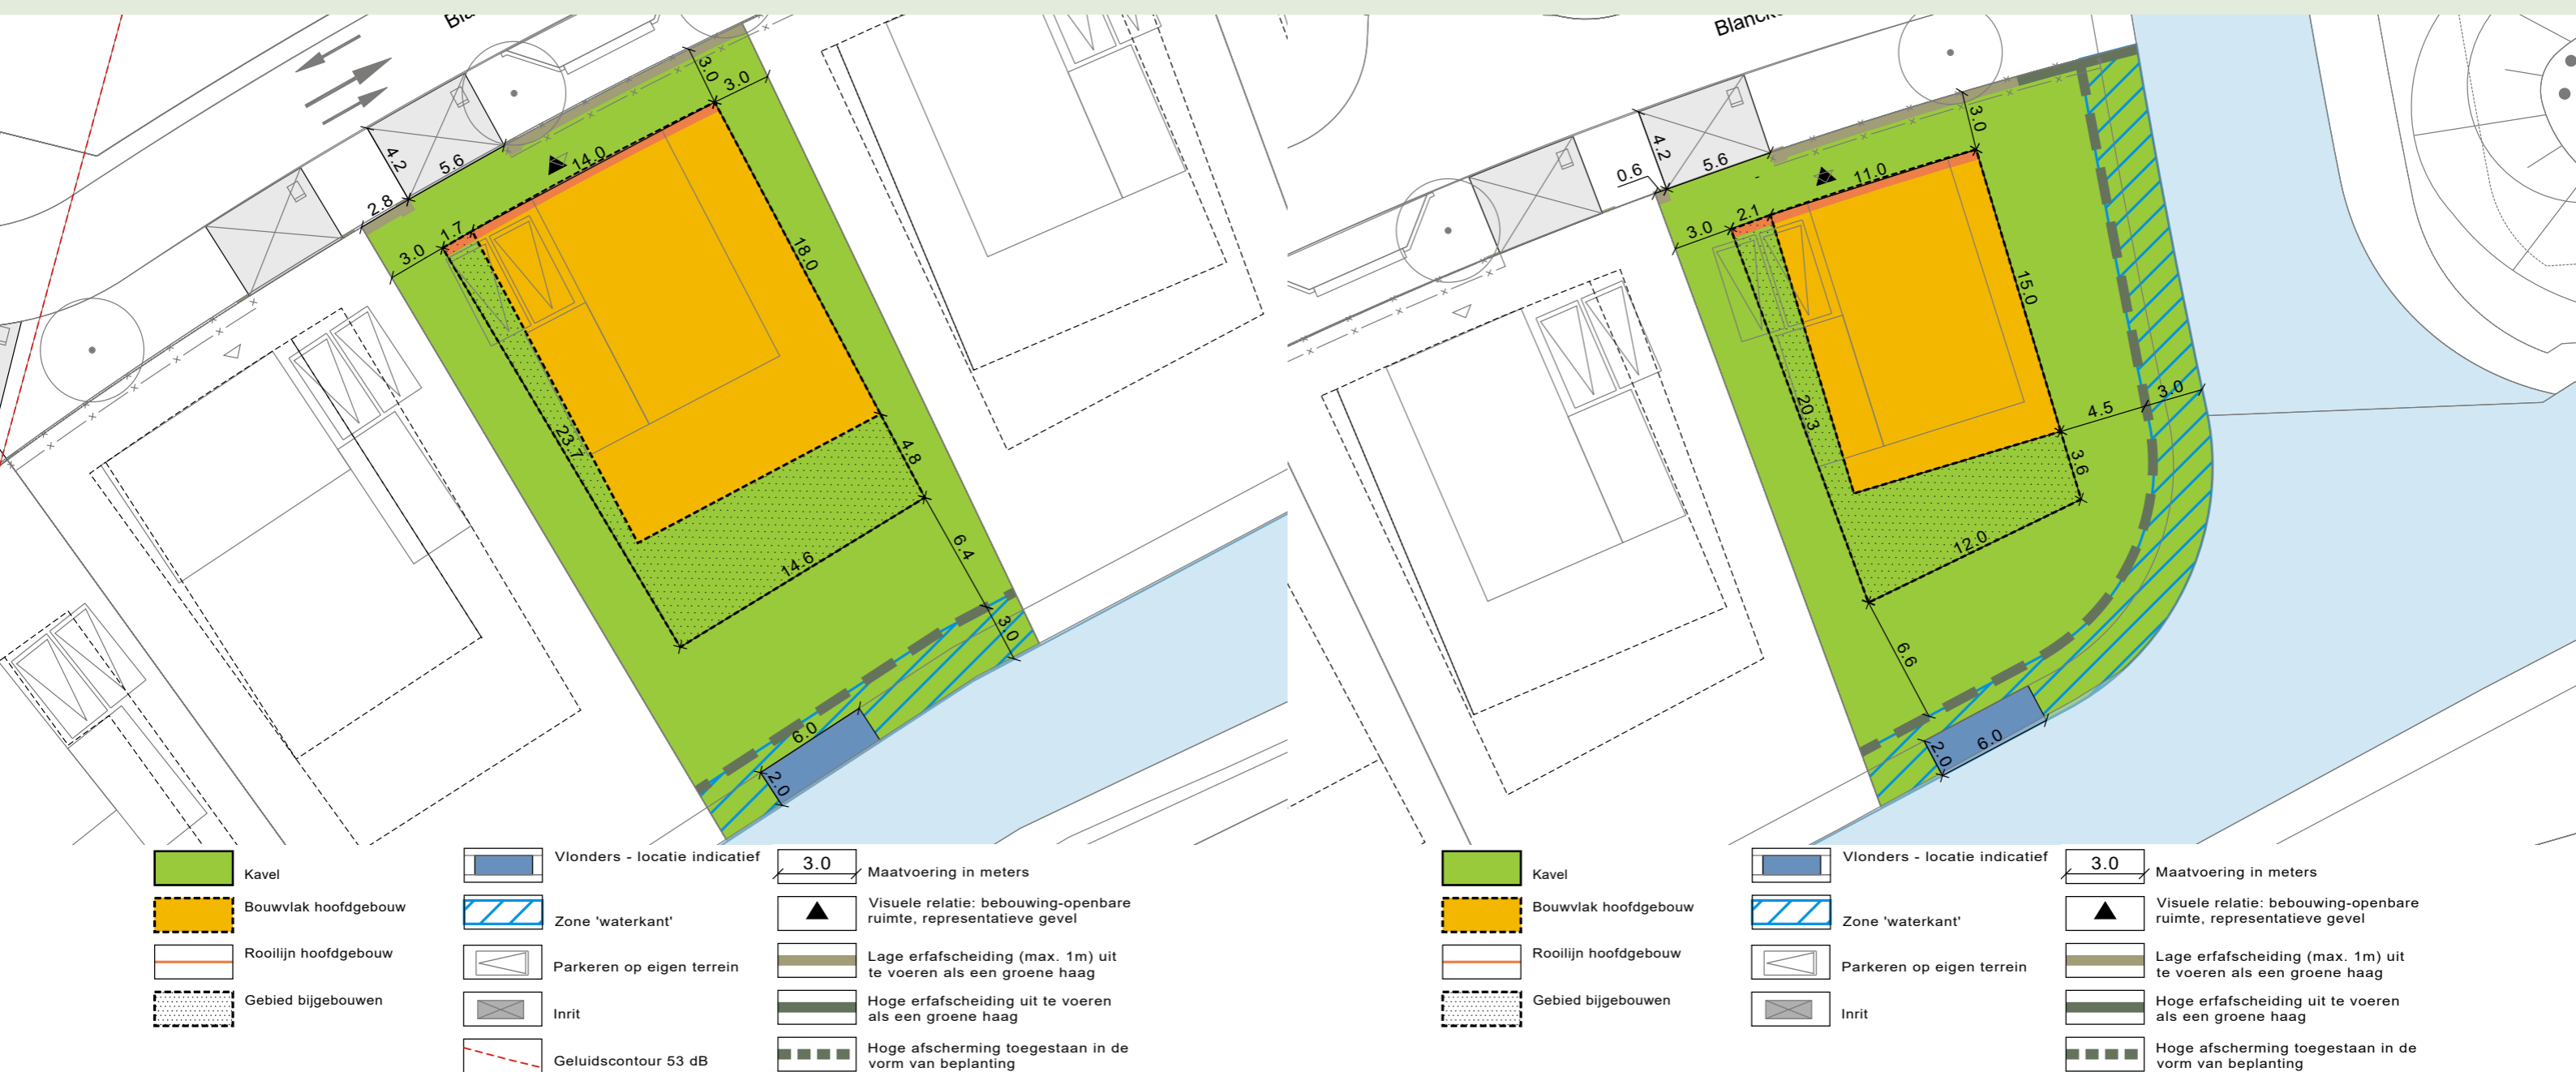 3.0
3.0
4.2
5.6
14.0
2.8
1.7
3.0
18.0
23.7
4.8
14.6
6.4
3.0
6.0
2.0
Kavel
Bouwvlak hoofdgebouw
Rooilijn hoofdgebouw
Gebied bijgebouwen
Vlonders - locatie indicatief
Zone 'waterkant'
Parkeren op eigen terrein
Inrit
Geluidscontour 53 dB
3.0
Maatvoering in meters
Visuele relatie: bebouwing-openbare
ruimte, representatieve gevel
Lage erfafscheiding (max. 1m) uit
te voeren als een groene haag
Hoge erfafscheiding uit te voeren
als een groene haag
Hoge afscherming toegestaan in de
vorm van beplanting
3.0
4.2
5.6
0.6
11.0
2.1
3.0
15.0
20.3
3.0
4.5
3.6
12.0
6.6
2.0
6.0
Kavel
Bouwvlak hoofdgebouw
Rooilijn hoofdgebouw
Gebied bijgebouwen
Vlonders - locatie indicatief
Zone 'waterkant'
Parkeren op eigen terrein
Inrit
3.0
Maatvoering in meters
Visuele relatie: bebouwing-openbare
ruimte, representatieve gevel
Lage erfafscheiding (max. 1m) uit
te voeren als een groene haag
Hoge erfafscheiding uit te voeren
als een groene haag
Hoge afscherming toegestaan in de
vorm van beplanting